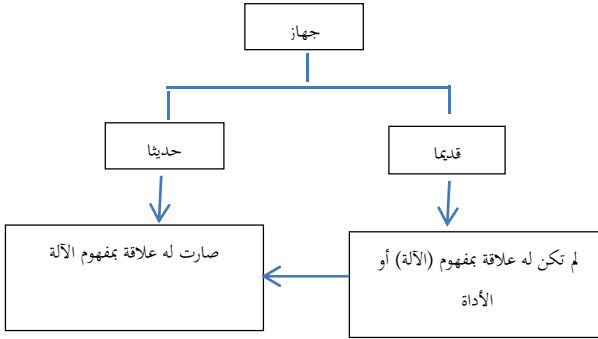 جهاز
قديما
حديثا
لم تكن له علاقة بمفهوم (الآلة) أو
الأداة
صارت له علاقة بمفهوم الآلة